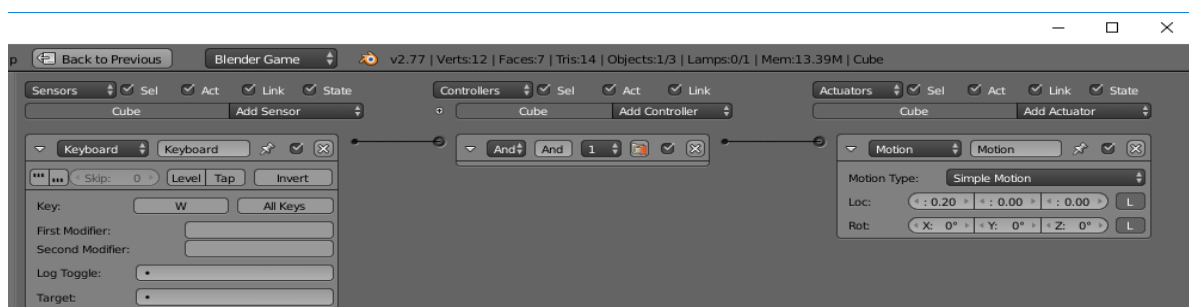 p Back to Previous Blender Game v2.77 | Verts:12 | Faces:7 | Tris:14 | Objects:1/3 | Lamps:0/1 | Mem:13.39M | Cube
Sensors Sel Act Link State Controllers Sel Act Link Actuators Sel Act Link State
Cube Add Sensor Cube Add Controller Cube Add Actuator
Keyboard Keyboard And And 1 Motion Motion
Skip: 0 Level Tap Invert Motion Type: Simple Motion
Key: W All Keys Loc: : 0.20 : 0.00 : 0.00 L
First Modifier: Rot: X: 0° Y: 0° Z: 0° L
Second Modifier:
Log Toggle:
Target: